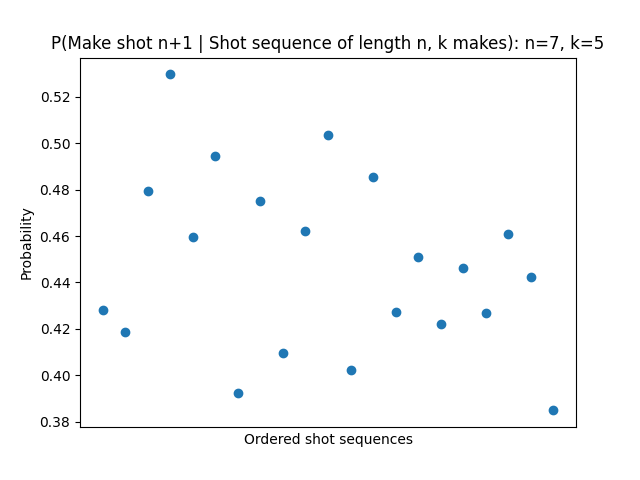 P(Make shot n+1 | Shot sequence of length n, k makes): n=7, k=5
0.52
0.50
0.48
0.46
0.44
0.42
0.40
0.38
Probability
Ordered shot sequences